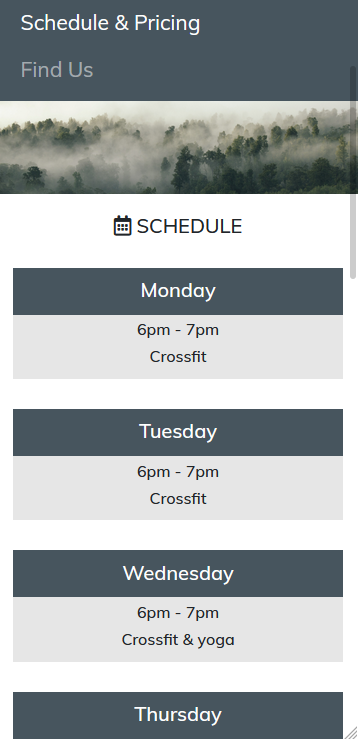 Schedule & Pricing
Find Us
SCHEDULE
Monday
6pm - 7pm
Crossfit
Tuesday
6pm - 7pm
Crossfit
Wednesday
6pm - 7pm
Crossfit & yoga
Thursday